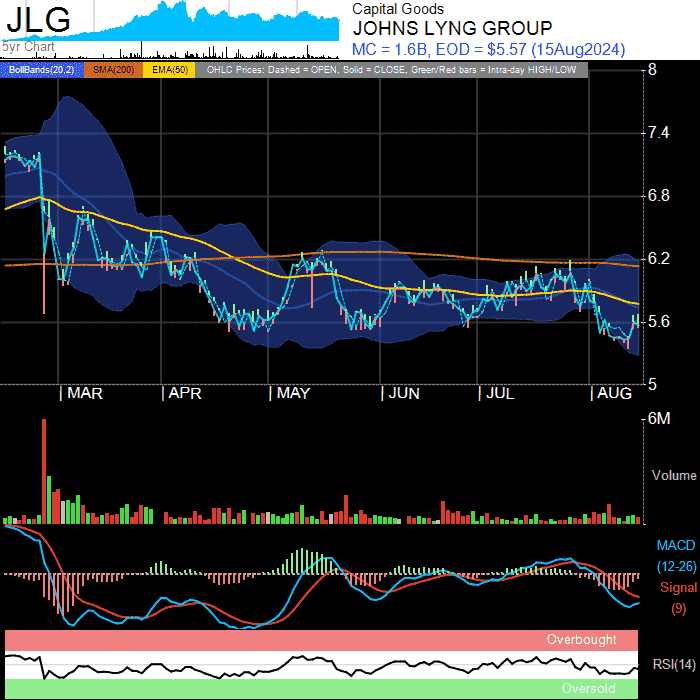 JLG
5yr Chart
Capital Goods
JOHNS LYNG GROUP
MC = 1.6B, EOD = $5.57 (15Aug2024)
BollBands(20,2) SMA(200) EMA(50) OHLC Prices: Dashed = OPEN, Solid = CLOSE, Green/Red bars = Intra-day HIGH/LOW
8
7.4
6.8
6.2
5.6
5
| MAR | APR | MAY | JUN | JUL | AUG
6M
Volume
MACD
(12-26)
Signal
(9)
Overbought
RSI(14)
Oversold